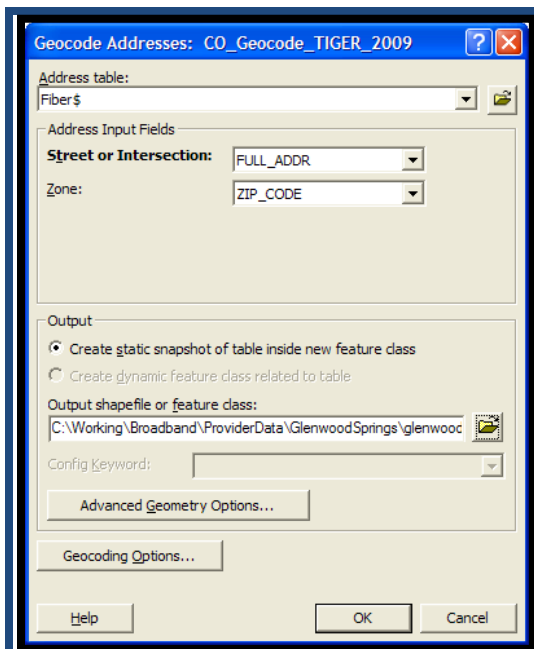 Geocode Addresses: CO_Geocode_TIGER_2009
Address table:
Fiber$
Address Input Fields
Street or Intersection: FULL_ADDR
Zone: ZIP_CODE
Output
Create static snapshot of table inside new feature class
Create dynamic feature class related to table
Output shapefile or feature class:
C:\Working\Broadband\ProviderData\GlenwoodSprings\glenwooc
Config Keyword:
Advanced Geometry Options...
Geocoding Options...
Help OK Cancel